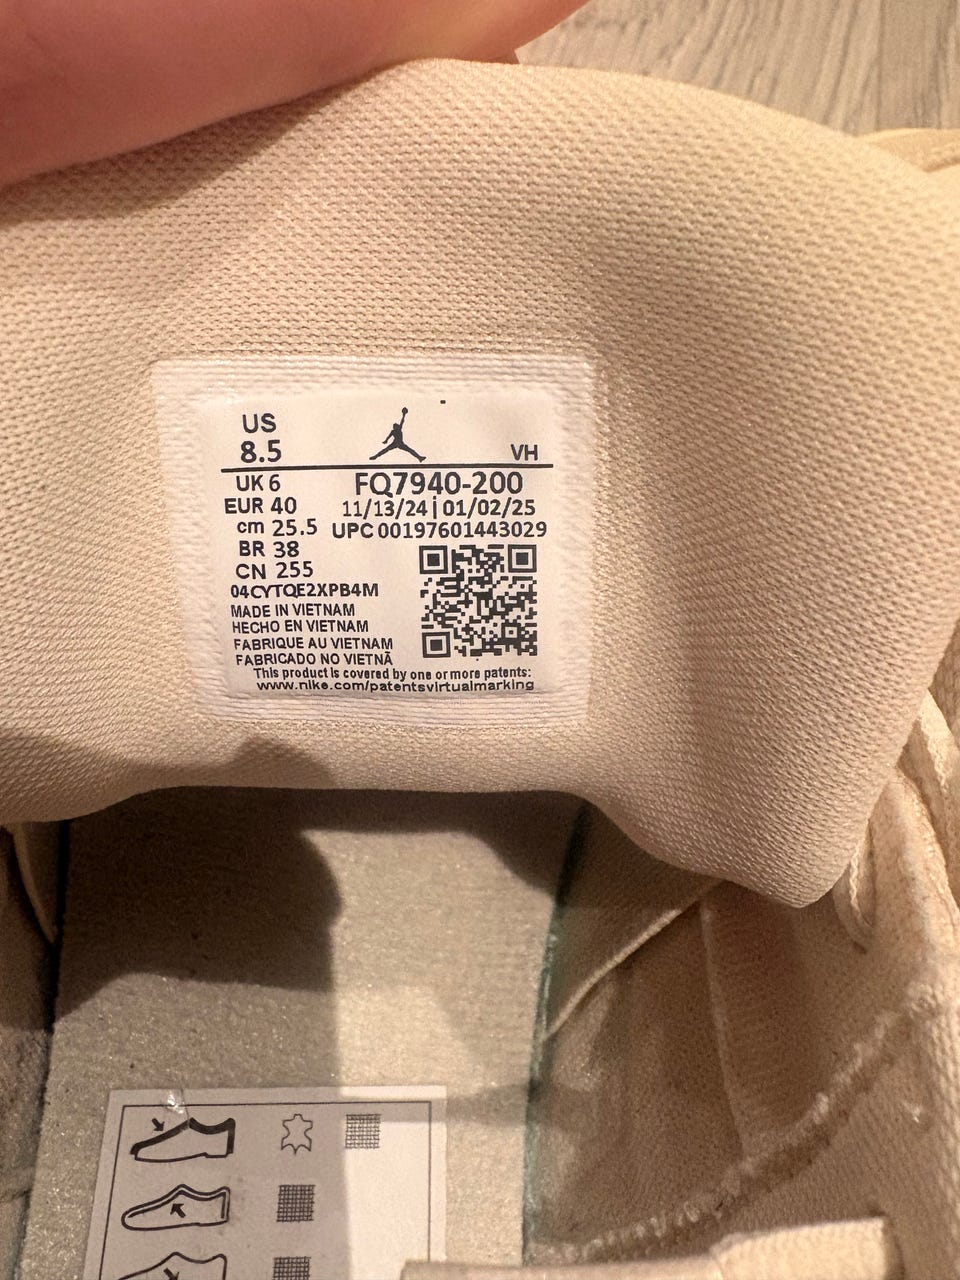 US
8.5
VH
UK 6
FQ7940-200
EUR 40
11/13/24 | 01/02/25
cm 25.5
UPC 00197601443029
BR 38
CN 255
04CYTQE2XPB4M
MADE IN VIETNAM
HECHO EN VIETNAM
FABRIQUE AU VIETNAM
FABRICADO NO VIETNÃ
This product is covered by one or more patents:
www.nike.com/patentsvirtualmarking